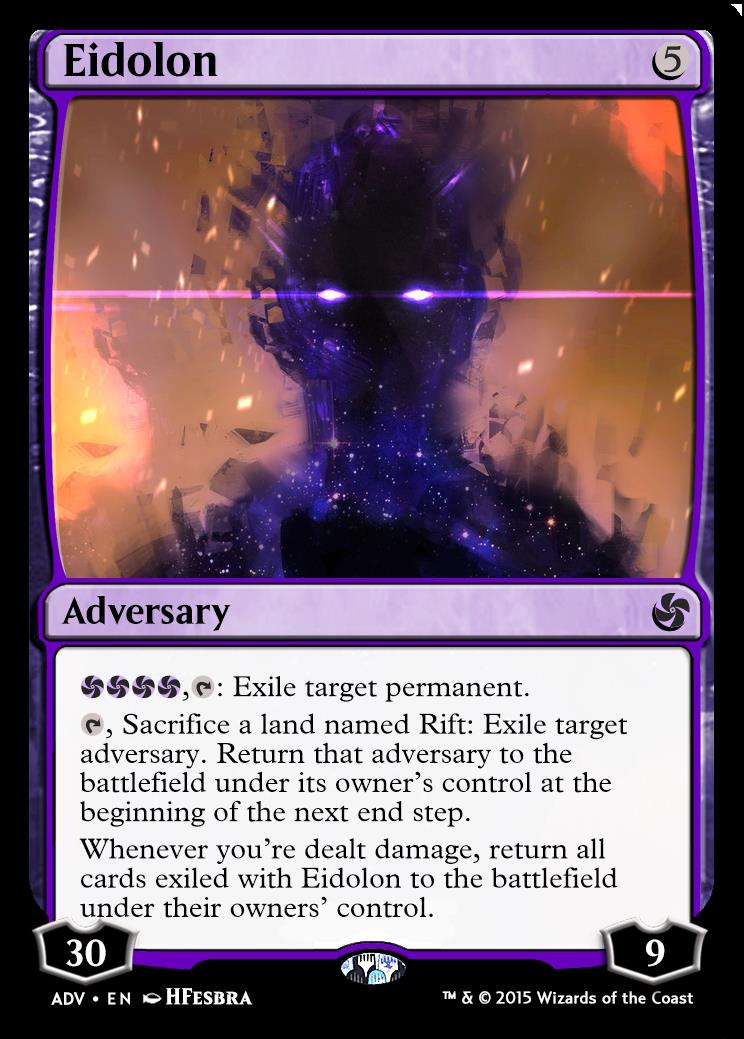 Eidolon 5
Adversary
,: Exile target permanent.
, Sacrifice a land named Rift: Exile target
adversary. Return that adversary to the
battlefield under its owner's control at the
beginning of the next end step.
Whenever you're dealt damage, return all
cards exiled with Eidolon to the battlefield
under their owners' control.
30 9
ADV • EN HFesbra ™ & © 2015 Wizards of the Coast